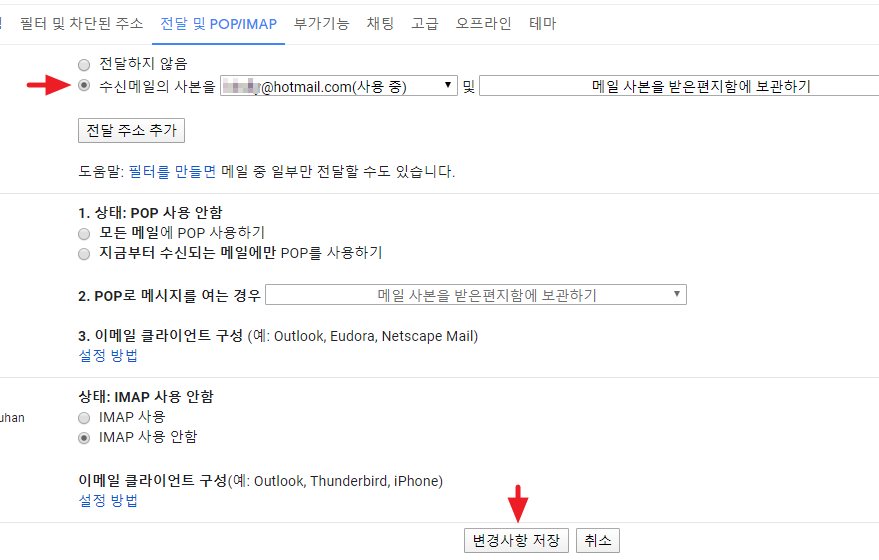 필터 및 차단된 주소 전달 및 POP/IMAP 부가기능 채팅 고급 오프라인 테마
전달하지 않음
수신메일의 사본을 @hotmail.com(사용 중) 및 메일 사본을 받은편지함에 보관하기
전달 주소 추가
도움말: 필터를 만들면 메일 중 일부만 전달할 수도 있습니다.
1. 상태: POP 사용 안함
모든 메일에 POP 사용하기
지금부터 수신되는 메일에만 POP를 사용하기
2. POP로 메시지를 여는 경우 메일 사본을 받은편지함에 보관하기
3. 이메일 클라이언트 구성 (예: Outlook, Eudora, Netscape Mail)
설정 방법
상태: IMAP 사용 안함
uhan IMAP 사용
IMAP 사용 안함
이메일 클라이언트 구성(예: Outlook, Thunderbird, iPhone)
설정 방법
변경사항 저장 취소